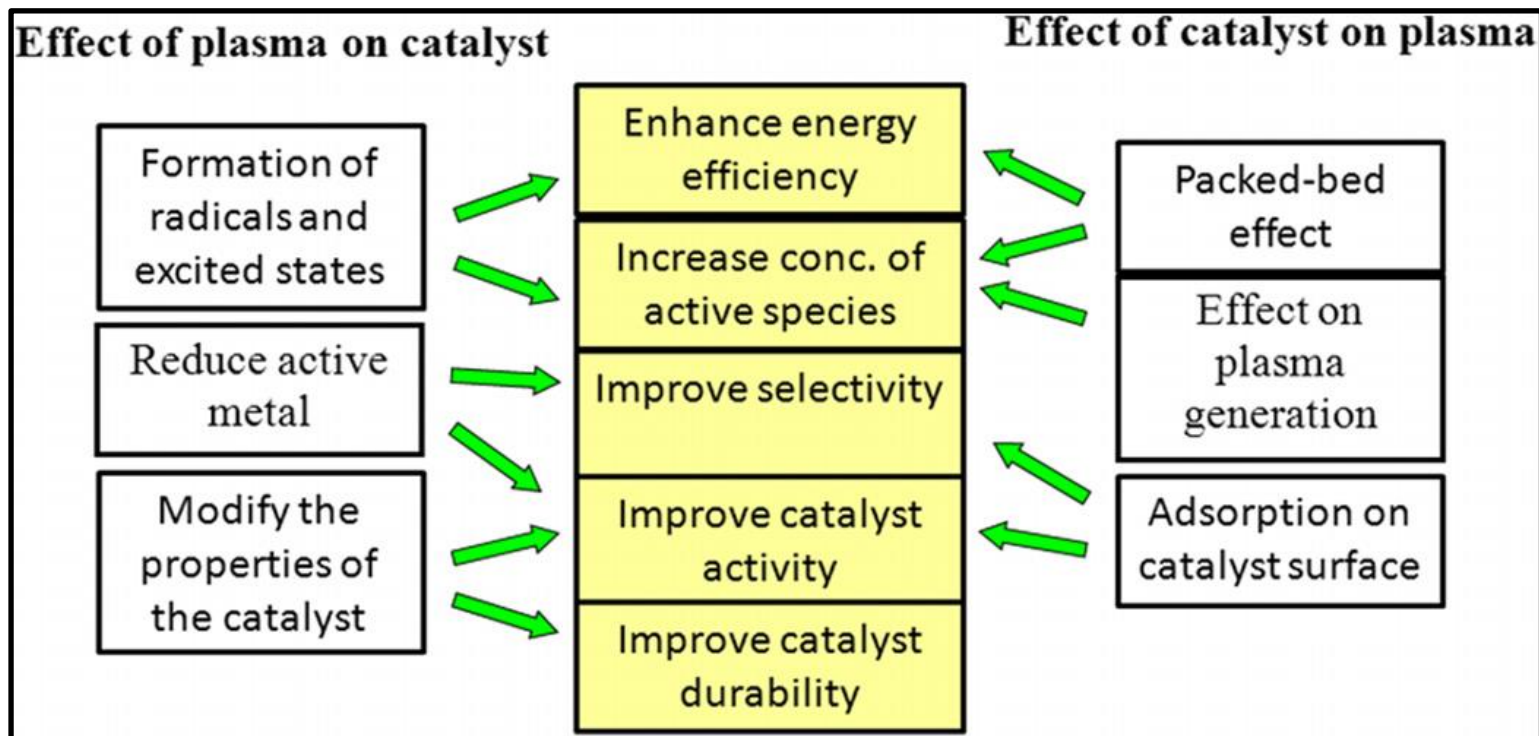 Effect of plasma on catalyst
Effect of catalyst on plasma
Formation of
radicals and
excited states
Reduce active
metal
Modify the
properties of
the catalyst
Enhance energy
efficiency
Increase conc. of
active species
Improve selectivity
Improve catalyst
activity
Improve catalyst
durability
Packed-bed
effect
Effect on
plasma
generation
Adsorption on
catalyst surface